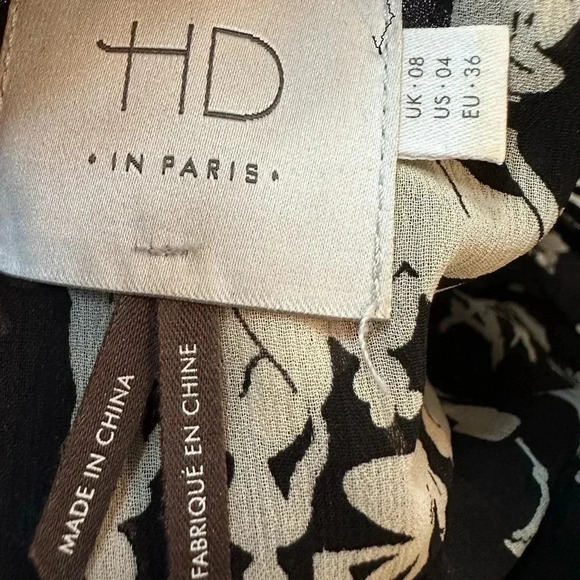 HD
• IN PARIS •
UK • 08
US • 04
EU • 36
MADE IN CHINA
FABRIQUÉ EN CHINE